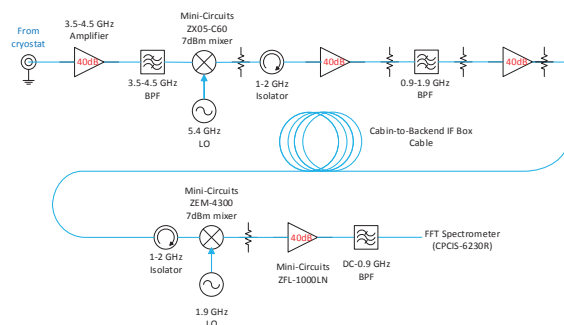 From
cryostat
3.5-4.5 GHz
Amplifier
40dB
3.5-4.5 GHz
BPF
Mini-Circuits
ZX05-C60
7dBm mixer
5.4 GHz
LO
1-2 GHz
Isolator
40dB
0.9-1.9 GHz
BPF
40dB
Cabin-to-Backend IF Box
Cable
1-2 GHz
Isolator
Mini-Circuits
ZEM-4300
7dBm mixer
1.9 GHz
LO
40dB
Mini-Circuits
ZFL-1000LN
DC-0.9 GHz
BPF
FFT Spectrometer
(CPCIS-6230R)